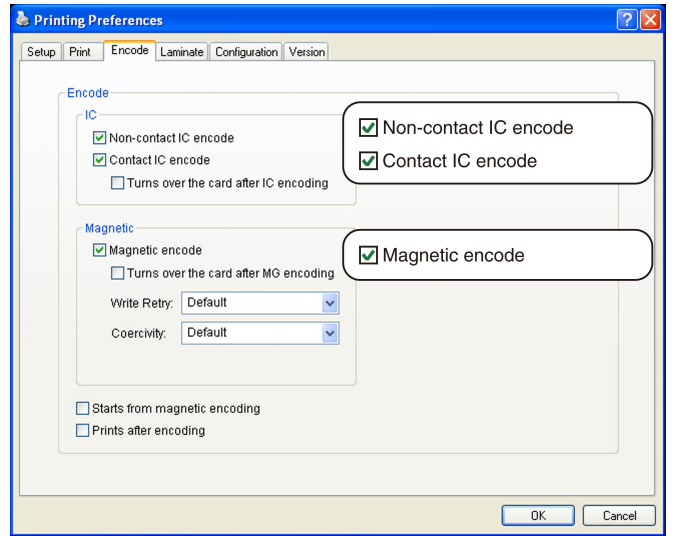 Printing Preferences
Setup Print Encode Laminate Configuration Version
Encode
IC
Non-contact IC encode
Contact IC encode
Turns over the card after IC encoding
Non-contact IC encode
Contact IC encode
Magnetic
Magnetic encode
Turns over the card after MG encoding
Write Retry: Default
Coercivity: Default
Magnetic encode
Starts from magnetic encoding
Prints after encoding
OK Cancel